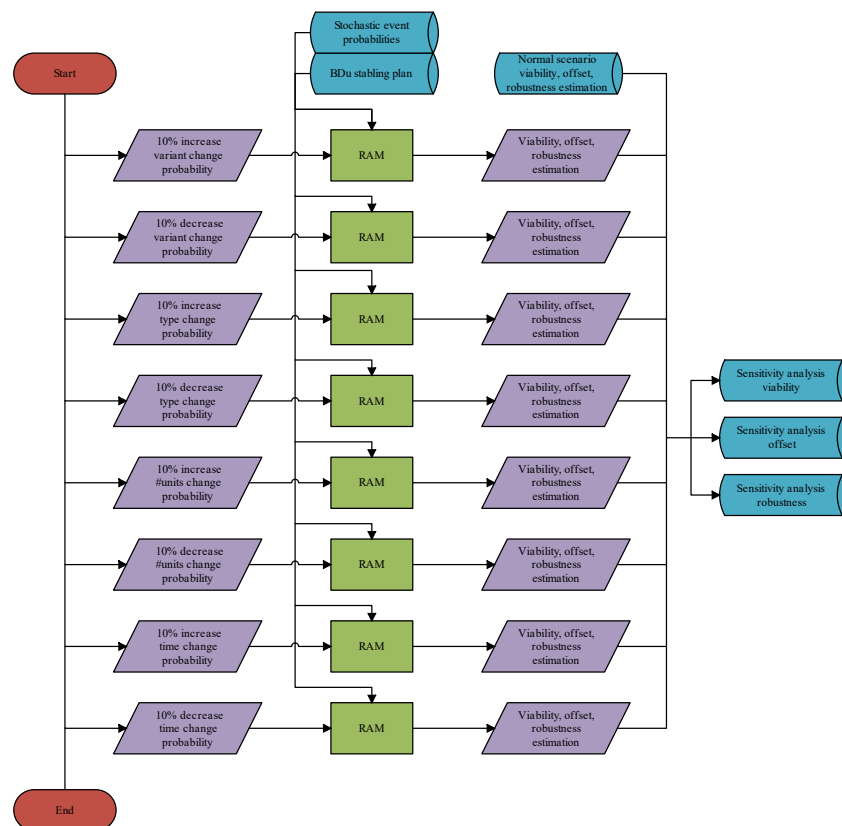 Stochastic event
probabilities
Start
BDu stabling plan
Normal scenario
viability, offset,
robustness estimation
10% increase
variant change
probability
RAM
Viability, offset,
robustness
estimation
10% decrease
variant change
probability
RAM
Viability, offset,
robustness
estimation
10% increase
type change
probability
RAM
Viability, offset,
robustness
estimation
10% decrease
type change
probability
RAM
Viability, offset,
robustness
estimation
Sensitivity analysis
viability
Sensitivity analysis
offset
10% increase
#units change
probability
RAM
Viability, offset,
robustness
estimation
Sensitivity analysis
robustness
10% decrease
#units change
probability
RAM
Viability, offset,
robustness
estimation
10% increase
time change
probability
RAM
Viability, offset,
robustness
estimation
10% decrease
time change
probability
RAM
Viability, offset,
robustness
estimation
End